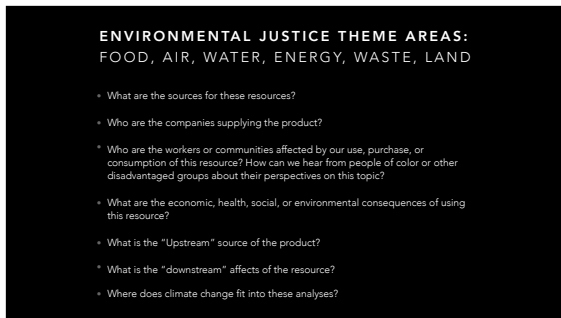 ENVIRONMENTAL JUSTICE THEME AREAS:
FOOD, AIR, WATER, ENERGY, WASTE, LAND
• What are the sources for these resources?
• Who are the companies supplying the product?
• Who are the workers or communities affected by our use, purchase, or
consumption of this resource? How can we hear from people of color or other
disadvantaged groups about their perspectives on this topic?
• What are the economic, health, social, or environmental consequences of using
this resource?
• What is the “Upstream” source of the product?
• What is the “downstream” affects of the resource?
• Where does climate change fit into these analyses?